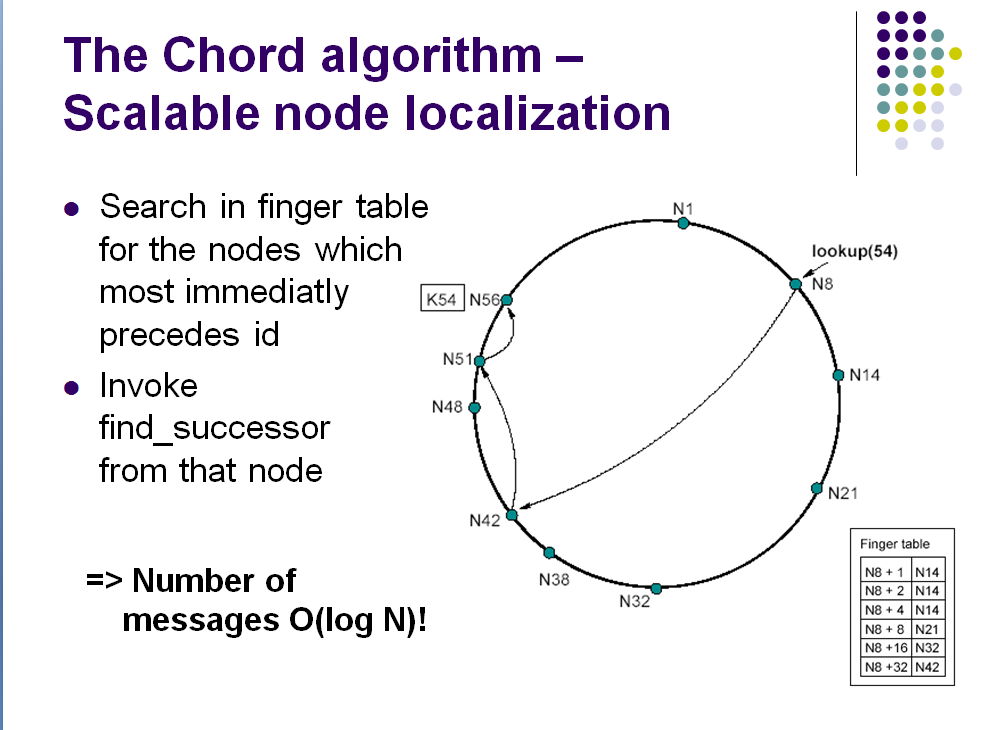 The Chord algorithm –
Scalable node localization
Search in finger table
for the nodes which
most immediatly
precedes id
Invoke
find_successor
from that node
=> Number of
messages O(log N)!
N1
lookup(54)
N8
K54 N56
N51
N14
N48
N21
N42
N38
N32
Finger table
N8 + 1 N14
N8 + 2 N14
N8 + 4 N14
N8 + 8 N21
N8 +16 N32
N8 +32 N42